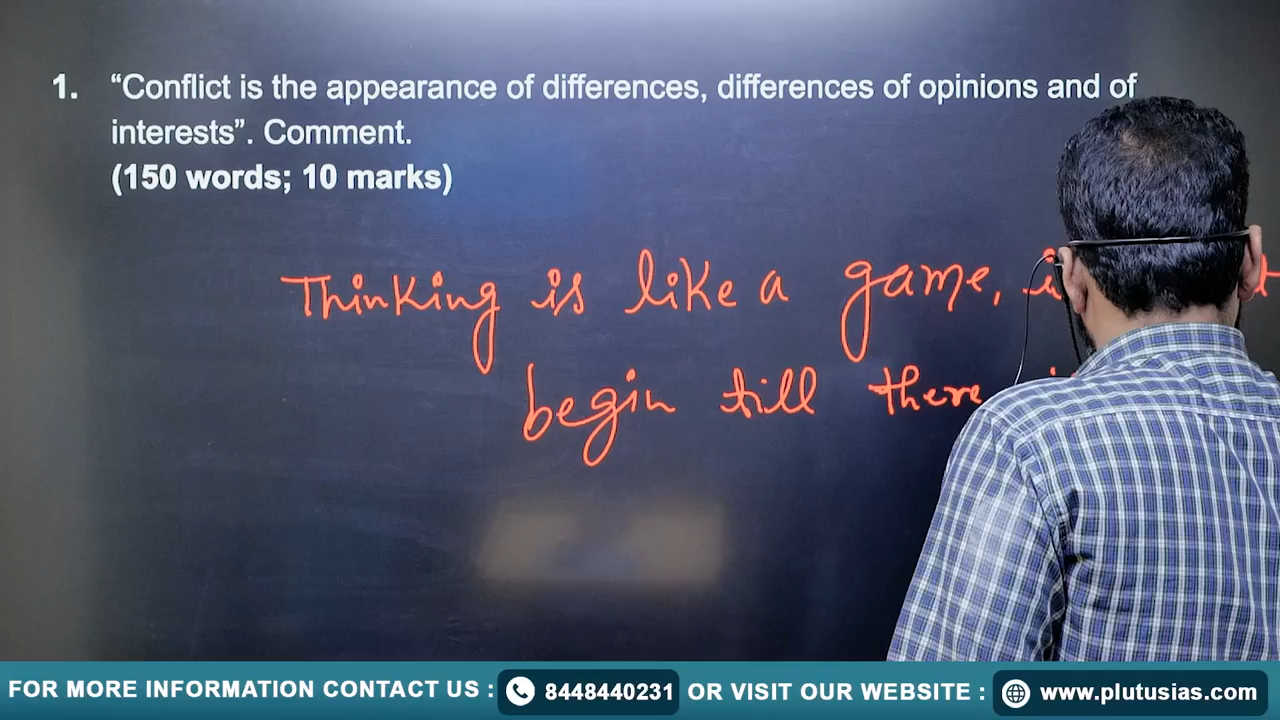 1. “Conflict is the appearance of differences, differences of opinions and of
interests”. Comment.
(150 words; 10 marks)
Thinking is like a game,
begin till there
FOR MORE INFORMATION CONTACT US : 8448440231 OR VISIT OUR WEBSITE : www.plutusias.com